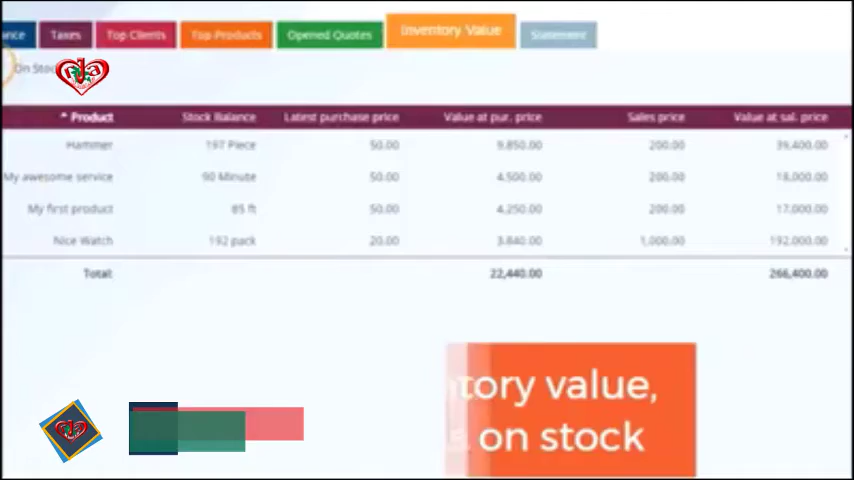 nce Taxes Top Clients Top Products Opened Quotes Inventory Value Statement
On Stoc
Product Stock Balance Latest purchase price Value at pur. price Sales price Value at sal. price
Hammer 197 Piece 50.00 9,850.00 200.00 39,400.00
My awesome service 90 Minute 50.00 4,500.00 200.00 18,000.00
My first product 85 ft 50.00 4,250.00 200.00 17,000.00
Nice Watch 192 pack 20.00 3,840.00 1,000.00 192,000.00
Total: 22,440.00 266,400.00
tory value,
on stock